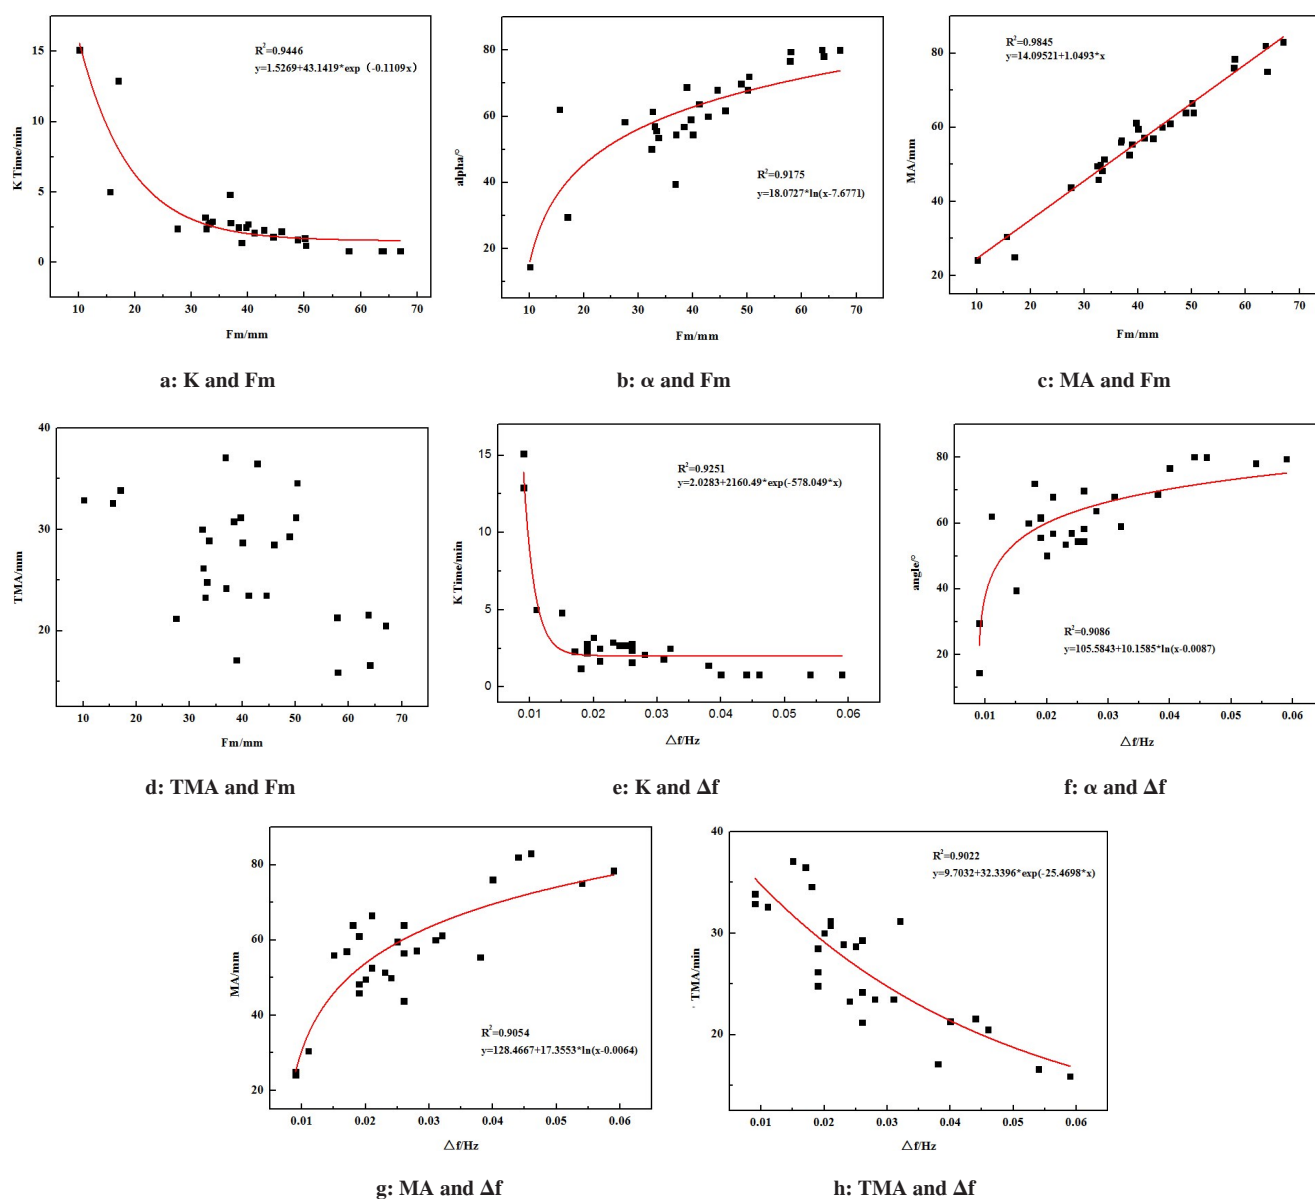 R²=0.9446
y=1.5269+43.1419*exp（-0.1109x）
15
10
5
0
K Time/min
10 20 30 40 50 60 70
Fm/mm
a: K and Fm
80
60
40
20
alpha/°
R²=0.9175
y=18.0727*ln(x-7.6771)
10 20 30 40 50 60 70
Fm/mm
b: α and Fm
R²=0.9845
y=14.09521+1.0493*x
80
60
40
20
MA/mm
10 20 30 40 50 60 70
Fm/mm
c: MA and Fm
40
30
20
TMA/mm
10 20 30 40 50 60 70
Fm/mm
d: TMA and Fm
R²=0.9251
y=2.0283+2160.49*exp(-578.049*x)
15
10
5
0
K Time/min
0.01 0.02 0.03 0.04 0.05 0.06
△f/Hz
e: K and Δf
80
60
40
20
angle/°
R²=0.9086
y=105.5843+10.1585*ln(x-0.0087)
0.01 0.02 0.03 0.04 0.05 0.06
△f/Hz
f: α and Δf
80
60
40
20
MA/mm
R²=0.9054
y=128.4667+17.3553*ln(x-0.0064)
0.01 0.02 0.03 0.04 0.05 0.06
△f/Hz
g: MA and Δf
R²=0.9022
y=9.7032+32.3396*exp(-25.4698*x)
40
30
20
TMA/min
0.01 0.02 0.03 0.04 0.05 0.06
△f/Hz
h: TMA and Δf